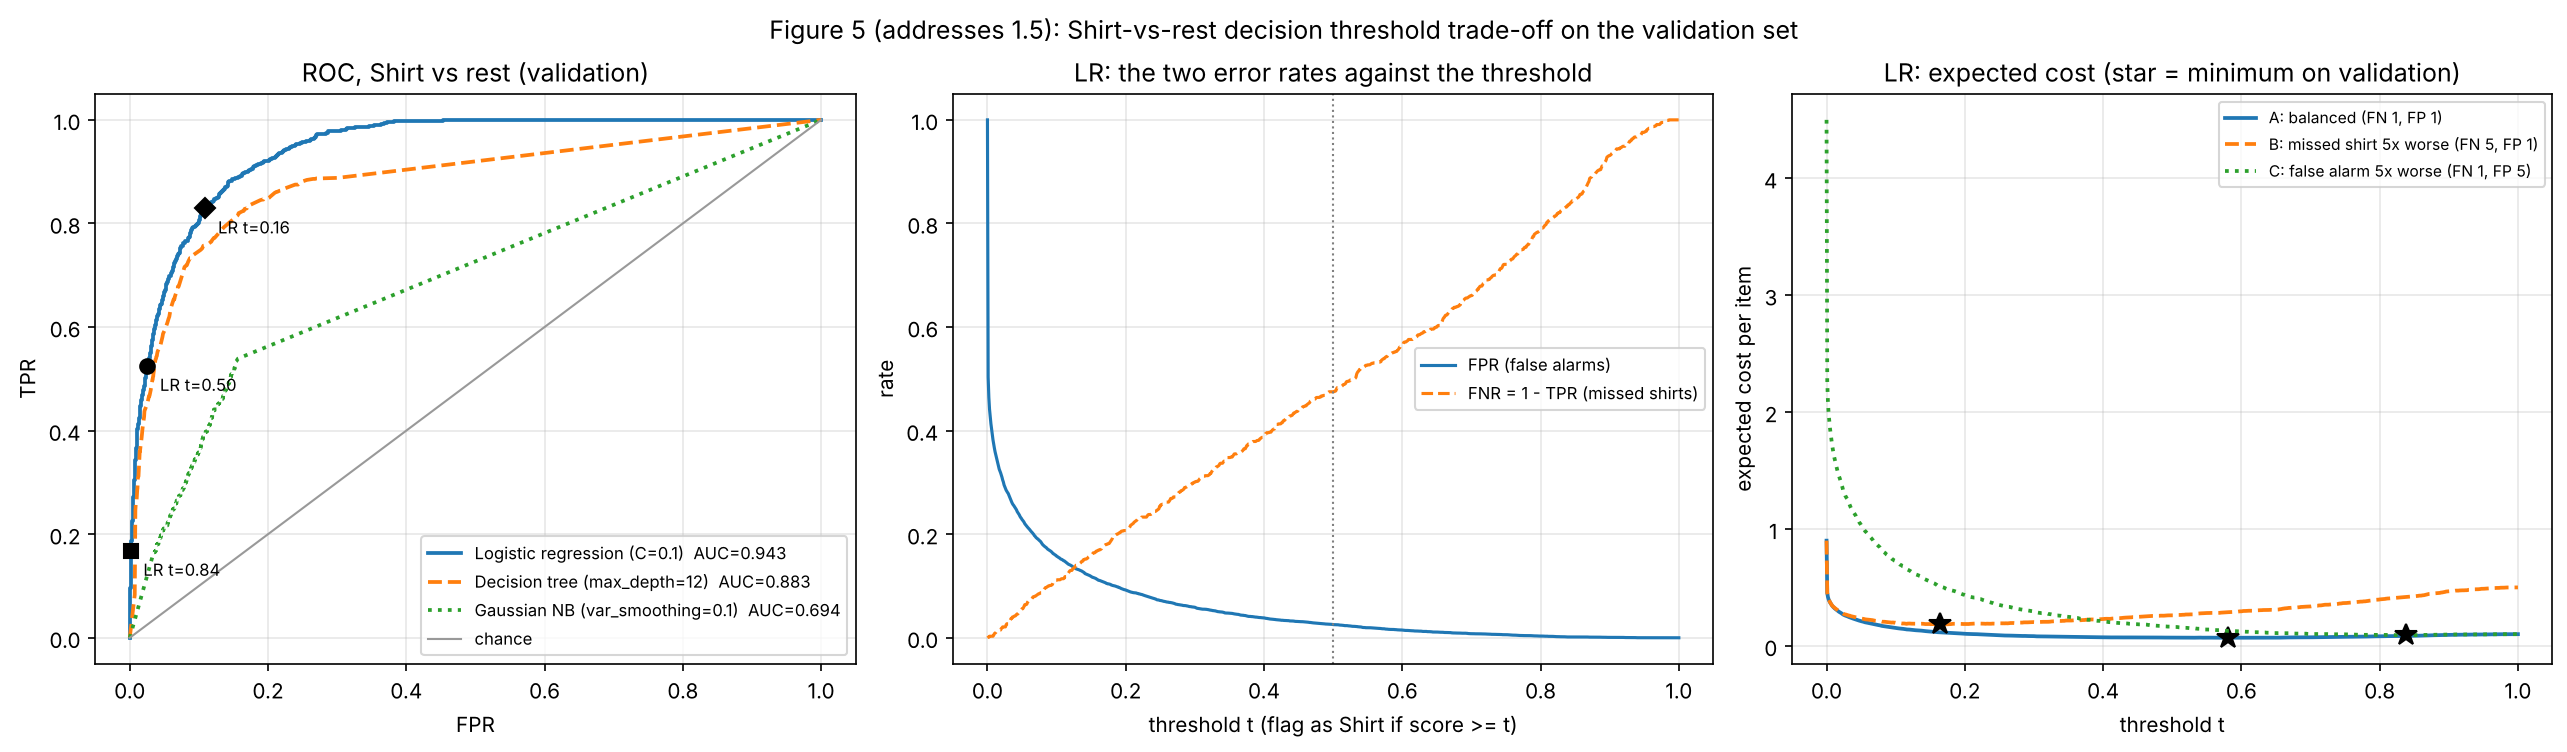 Figure 5 (addresses 1.5): Shirt-vs-rest decision threshold trade-off on the validation set
ROC, Shirt vs rest (validation)
TPR
1.0
0.8
0.6
0.4
0.2
0.0
LR t=0.16
LR t=0.50
LR t=0.84
Logistic regression (C=0.1) AUC=0.943
Decision tree (max_depth=12) AUC=0.883
Gaussian NB (var_smoothing=0.1) AUC=0.694
chance
0.0 0.2 0.4 0.6 0.8 1.0
FPR
LR: the two error rates against the threshold
rate
1.0
0.8
0.6
0.4
0.2
0.0
FPR (false alarms)
FNR = 1 - TPR (missed shirts)
0.0 0.2 0.4 0.6 0.8 1.0
threshold t (flag as Shirt if score >= t)
LR: expected cost (star = minimum on validation)
expected cost per item
4
3
2
1
0
A: balanced (FN 1, FP 1)
B: missed shirt 5x worse (FN 5, FP 1)
C: false alarm 5x worse (FN 1, FP 5)
0.0 0.2 0.4 0.6 0.8 1.0
threshold t